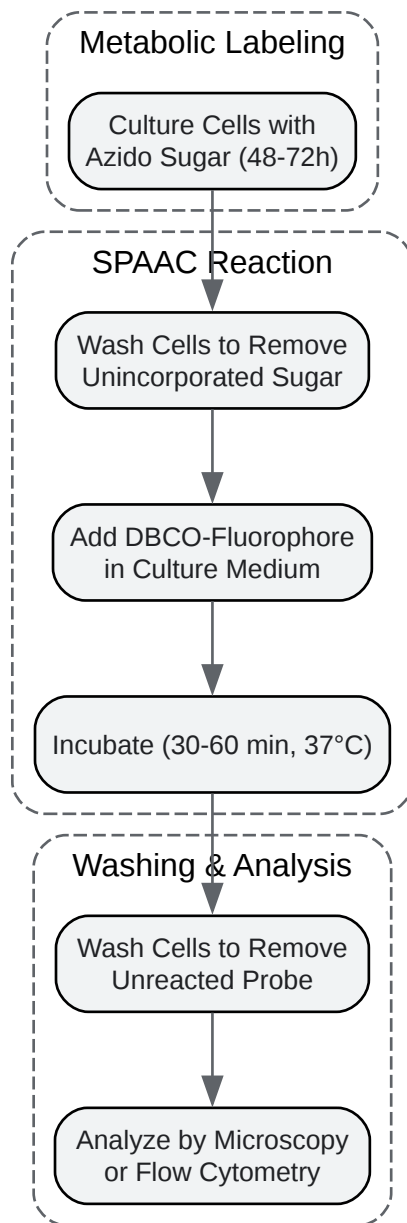 Metabolic Labeling
Culture Cells with
Azido Sugar (48-72h)
SPAAC Reaction
Wash Cells to Remove
Unincorporated Sugar
Add DBCO-Fluorophore
in Culture Medium
Incubate (30-60 min, 37°C)
Washing & Analysis
Wash Cells to Remove
Unreacted Probe
Analyze by Microscopy
or Flow Cytometry